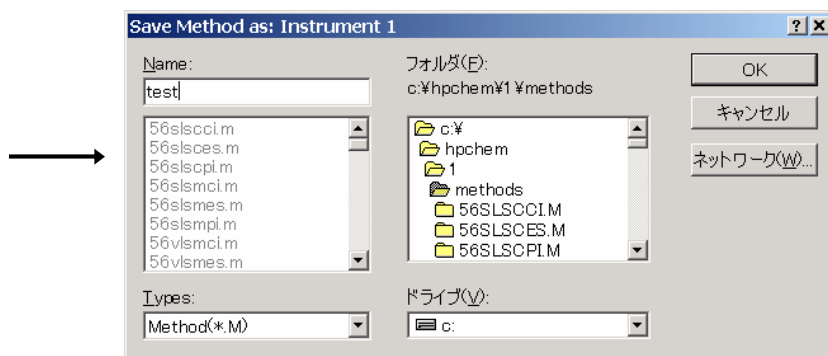 Save Method as: Instrument 1
Name:
test
56slscci.m
56slsces.m
56slscpi.m
56slsmci.m
56slsmes.m
56slsmpi.m
56vlsmci.m
56vlsmes.m
Types:
Method(*.M)
フォルダ(F):
c:¥hpchem¥1¥methods
c:¥
hpchem
1
methods
56SLSCCI.M
56SLSCES.M
56SLSCPI.M
ドライブ(V):
c:
OK
キャンセル
ネットワーク(W)...